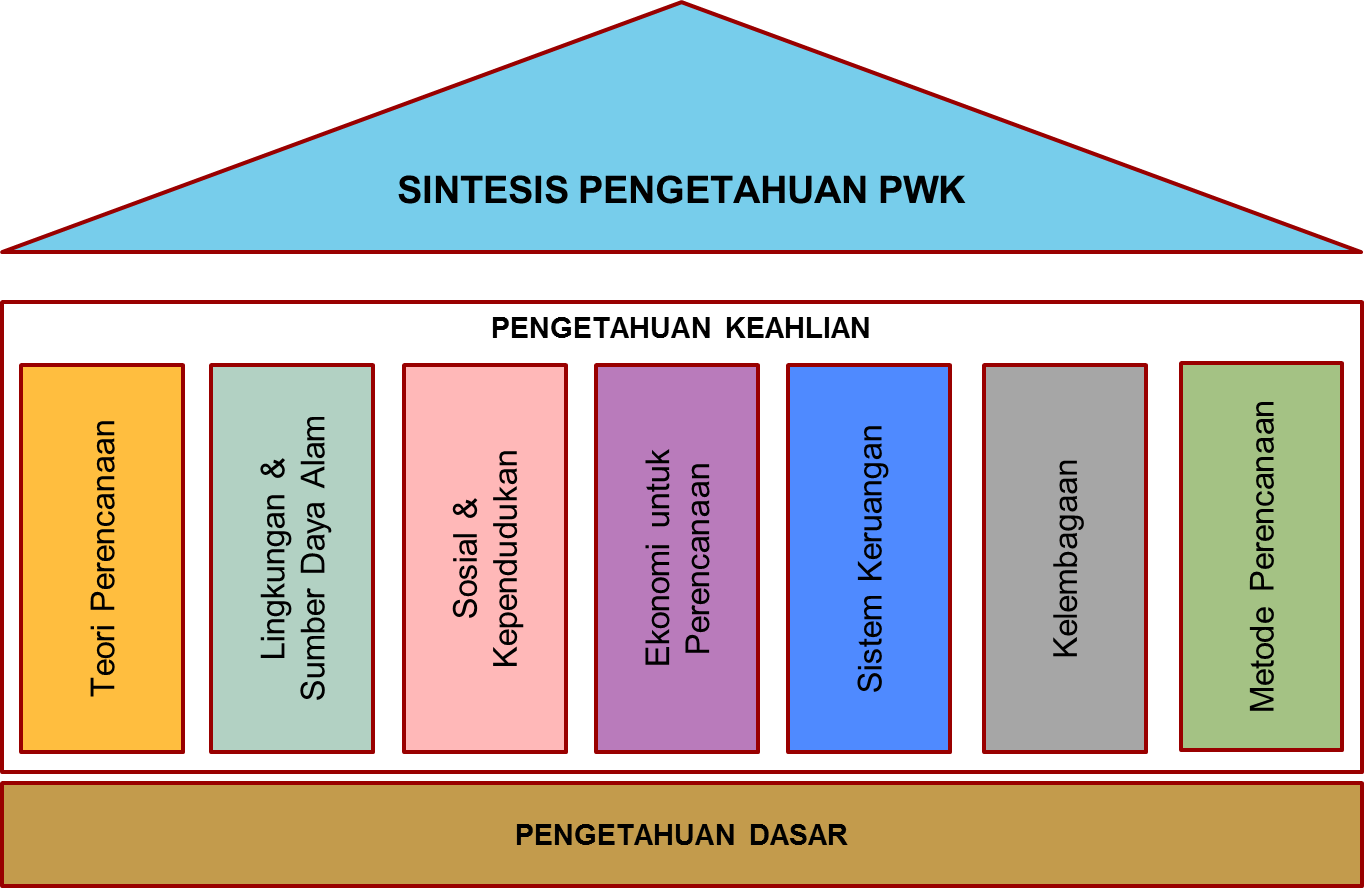 SINTESIS PENGETAHUAN PWK
PENGETAHUAN KEAHLIAN
Teori Perencanaan
Lingkungan &
Sumber Daya Alam
Sosial &
Kependudukan
Ekonomi untuk
Perencanaan
Sistem Keruangan
Kelembagaan
Metode Perencanaan
PENGETAHUAN DASAR